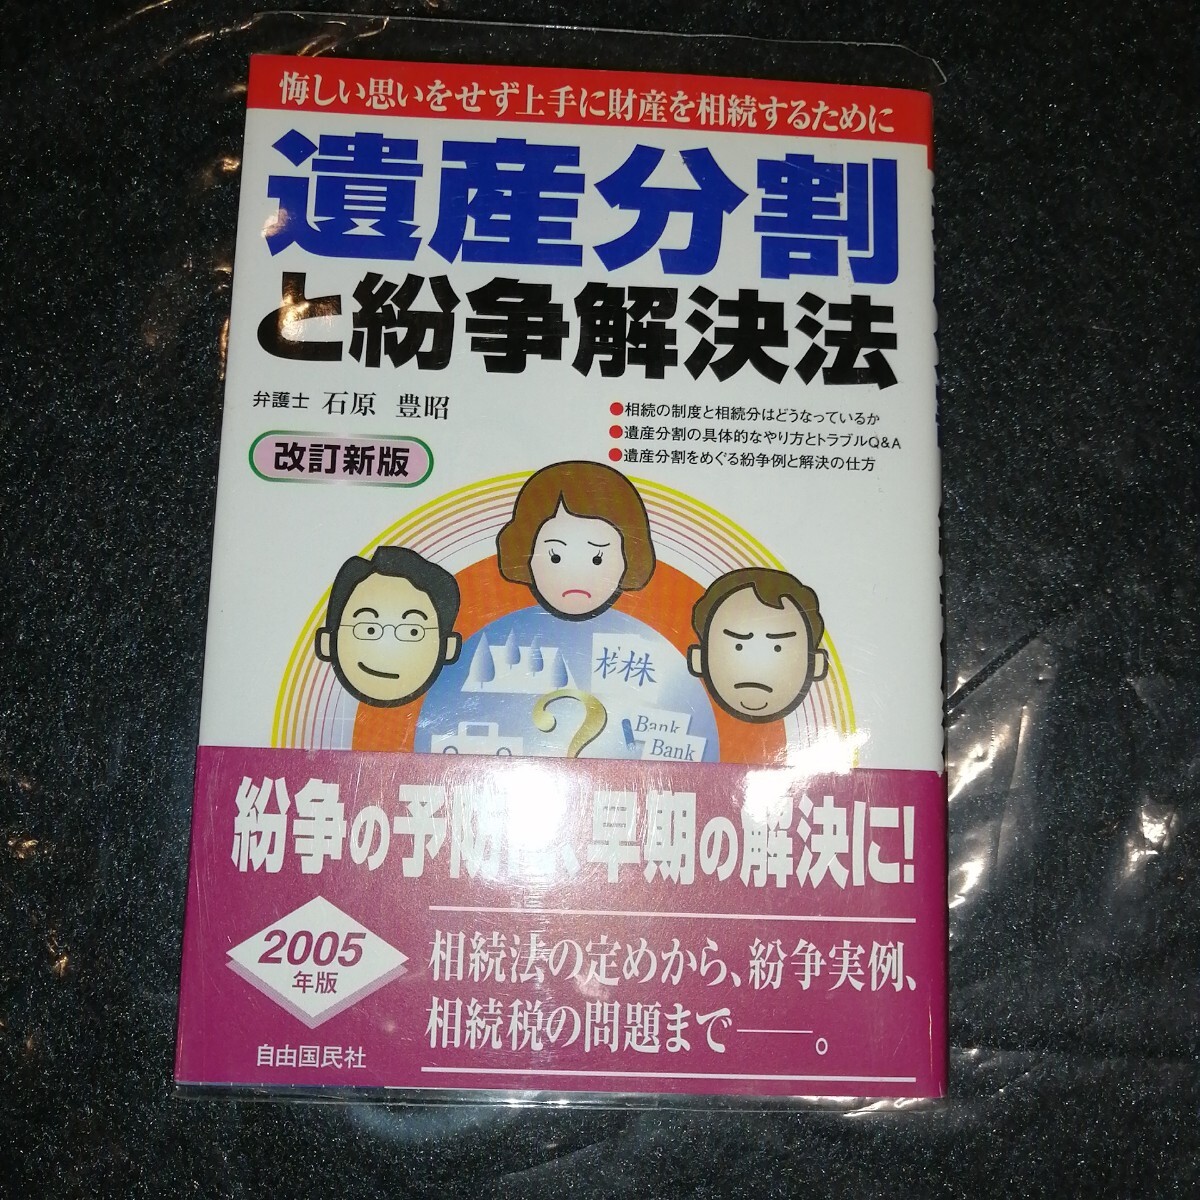 悔しい思いをせず上手に財産を相続するために
遺産分割
と紛争解決法
弁護士 石原 豊昭
改訂新版
●相続の制度と相続分はどうなっているか
●遺産分割の具体的なやり方とトラブルQ&A
●遺産分割をめぐる紛争例と解決の仕方
株
Bank
Bank
?
紛争の予防に、早期の解決に!
2005
年版
相続法の定めから、紛争実例、
相続税の問題まで――。
自由国民社